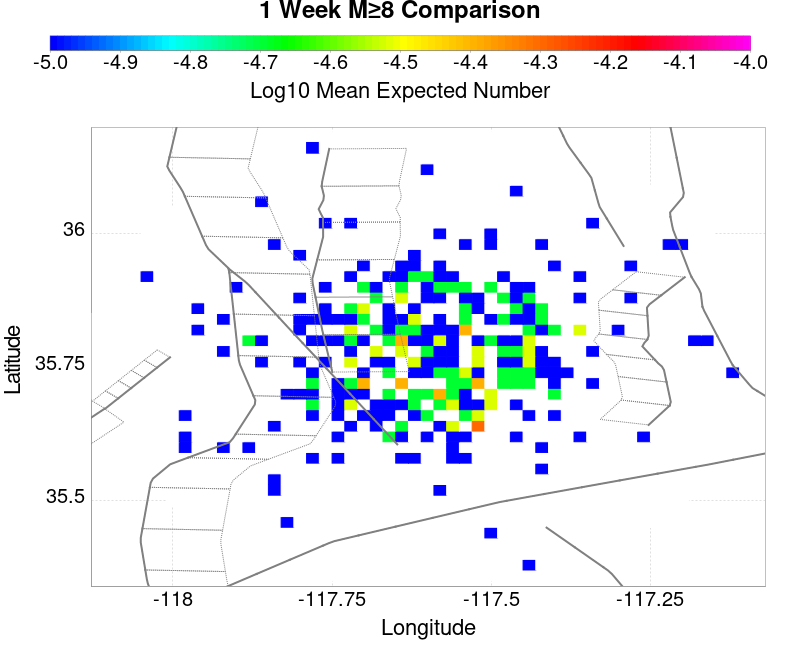 1 Week M≥8 Comparison
-5.0 -4.9 -4.8 -4.7 -4.6 -4.5 -4.4 -4.3 -4.2 -4.1 -4.0
Log10 Mean Expected Number
36
35.75
35.5
Latitude
-118 -117.75 -117.5 -117.25
Longitude